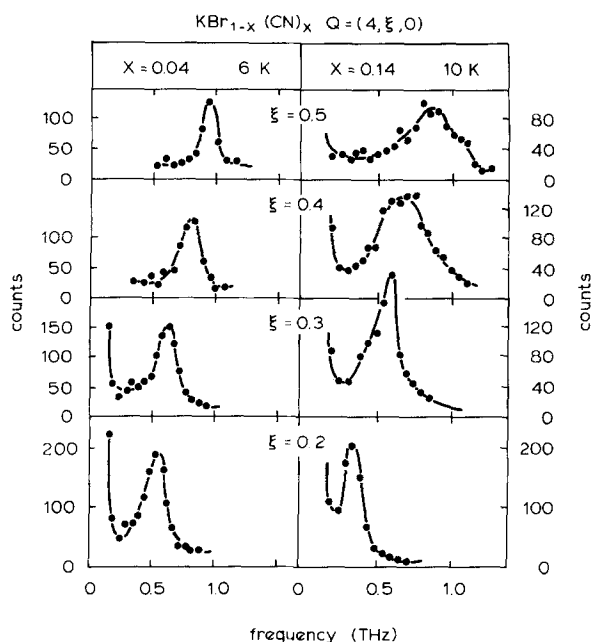 KBr1-x (CN)x Q = (4,ξ,0)
X = 0.04 6 K X = 0.14 10 K
100
50
0
ξ = 0.5
80
40
0
100
50
0
ξ = 0.4
120
80
40
0
150
100
50
0
ξ = 0.3
120
80
40
0
200
100
0
ξ = 0.2
200
100
0
counts
counts
0 0.5 1.0 0 0.5 1.0
frequency (THz)